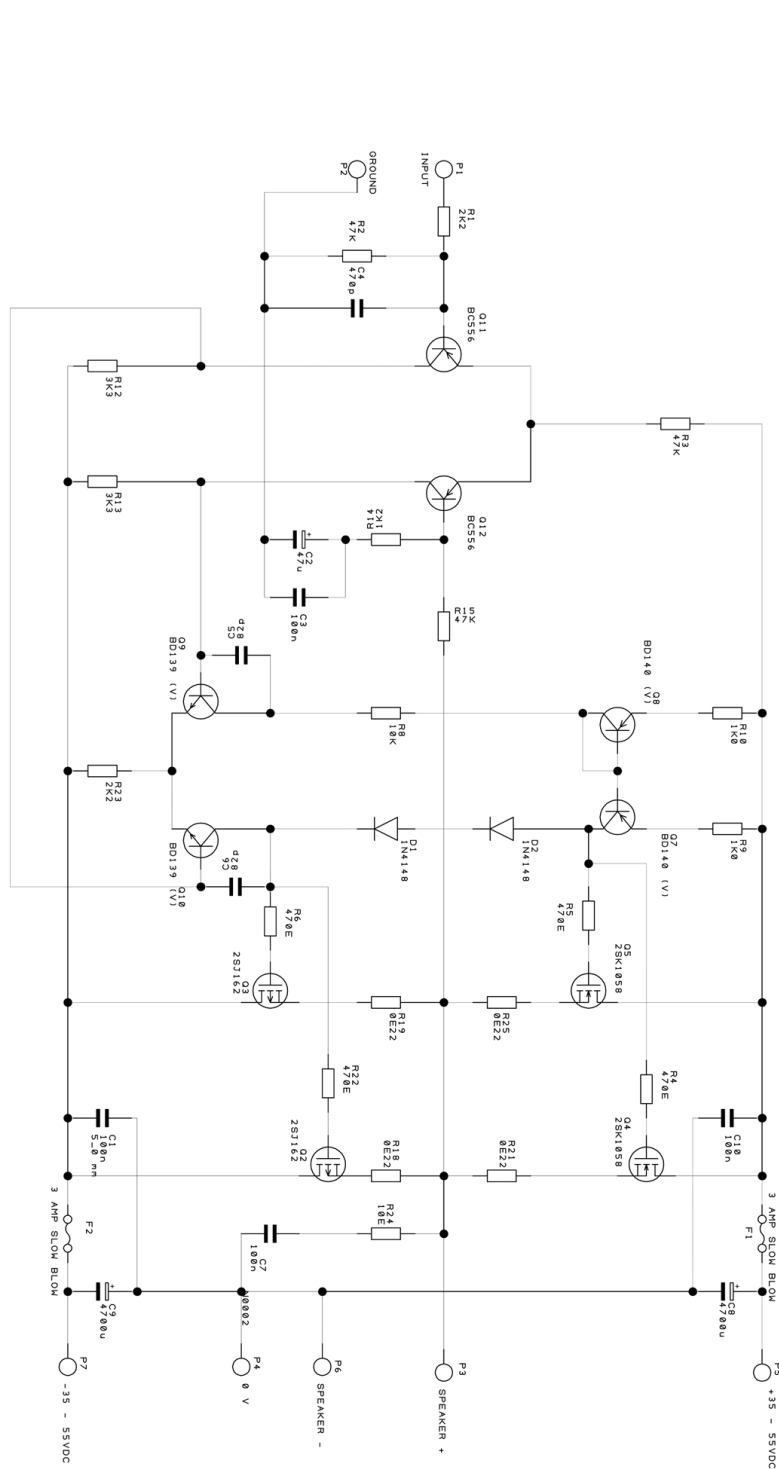 P1
INPUT
R1
2K2
GROUND
P2
R2
47K
C4
470p
Q11
BC556
R12
3K3
R3
47K
R13
3K3
Q12
BC556
R14
1K2
C2
47u
+
C3
100n
R15
47K
C5
82p
Q9
BD139 (V)
R8
10K
BD140 (V)
Q8
R10
1K0
R23
2K2
D1
1N4148
D2
1N4148
Q7
BD140 (V)
R9
1K0
C6
82p
Q10
BD139 (V)
R6
470E
R5
470E
Q3
2SJ162
R19
0E22
R25
0E22
Q5
2SK1058
R22
470E
R4
470E
C1
100n
5_0 mm
Q2
2SJ162
R18
0E22
R21
0E22
Q4
2SK1058
C10
100n
3 AMP SLOW BLOW
F2
R24
10E
C7
100n
F1
3 AMP SLOW BLOW
C9
4700u
+
C8
4700u
+
P7
-35 - 55VDC
P4
0 V
P6
SPEAKER -
P3
SPEAKER +
P5
+35 - 55VDC